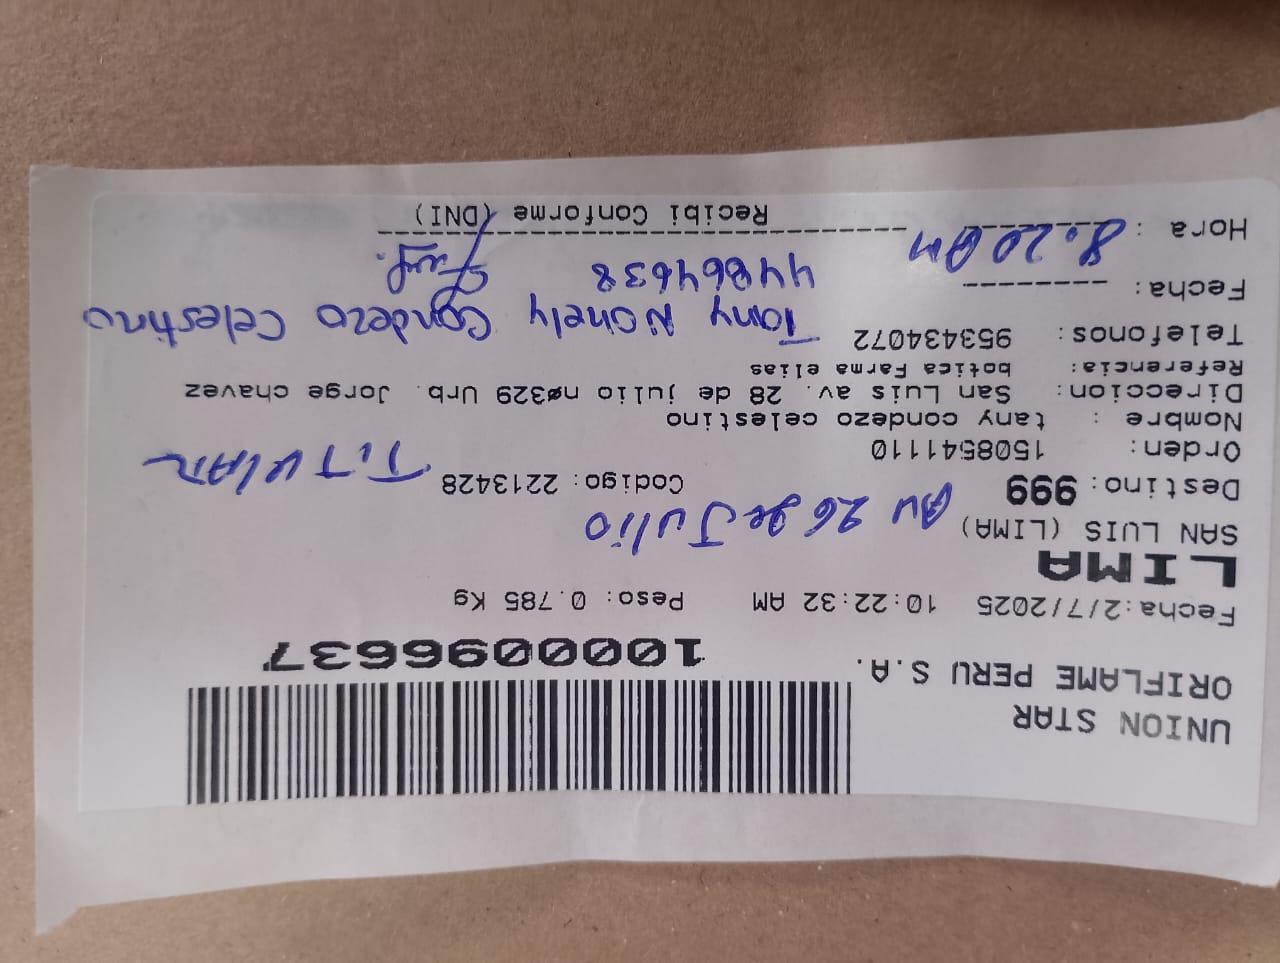 UNION STAR
ORIFLAME PERU S.A.
1000096637
Fecha:2/7/2025 10:22:32 AM Peso: 0.785 Kg
LIMA
SAN LUIS (LIMA)
Av 26 de Julio
Destino: 999 Codigo: 2213428 TITULAR
Orden: 1508541110
Nombre : tany condezo celestino
Direccion: San Luis av. 28 de julio nø329 Urb. Jorge chavez
Referencia: botica Farma elias
Telefonos: 953434072
Tany Nohely Condezo Celestino
Fecha: --------- 44864638
Hora : 8.20 Am
Recibi Conforme (DNI)